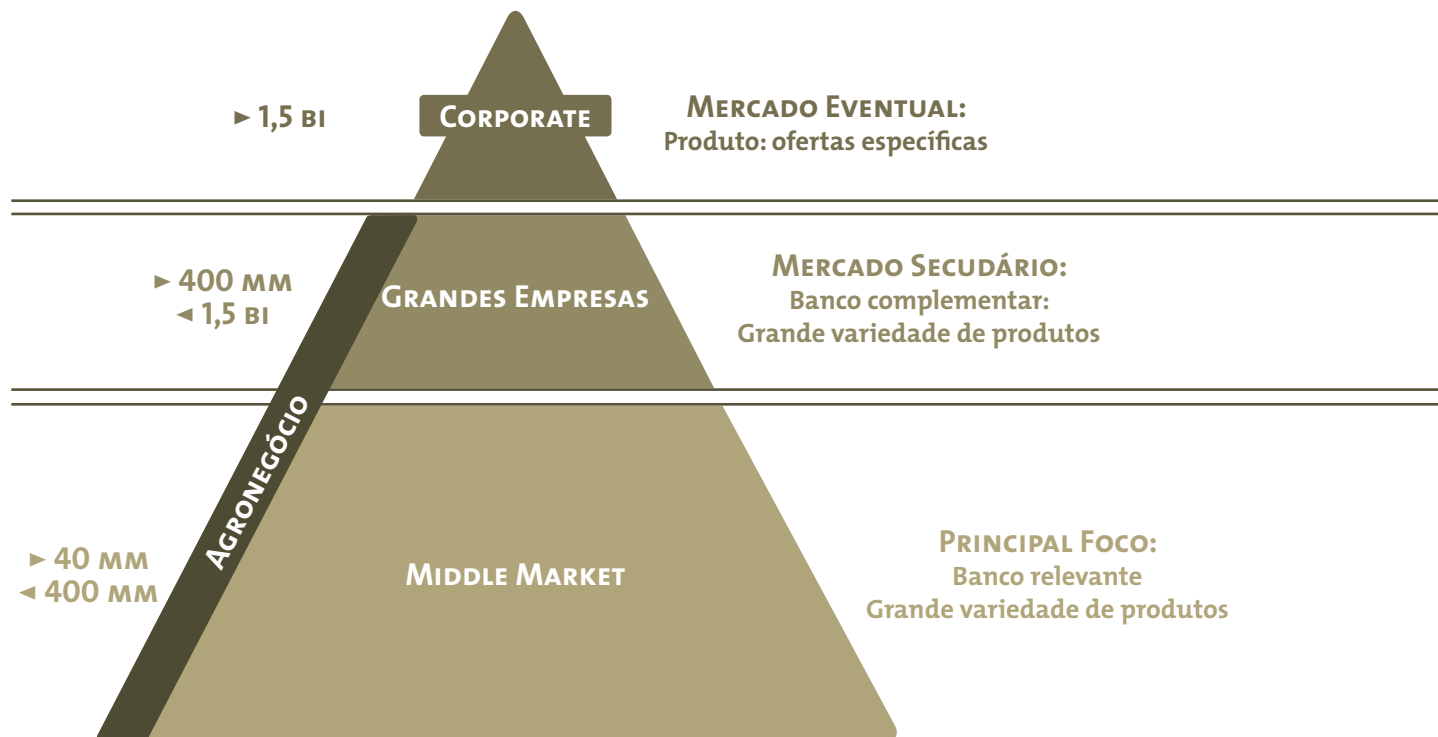 ► 1,5 BI
CORPORATE
MERCADO EVENTUAL:
Produto: ofertas específicas
► 400 MM
◄ 1,5 BI
GRANDES EMPRESAS
MERCADO SECUDÁRIO:
Banco complementar:
Grande variedade de produtos
AGRONEGÓCIO
► 40 MM
◄ 400 MM
MIDDLE MARKET
PRINCIPAL FOCO:
Banco relevante
Grande variedade de produtos